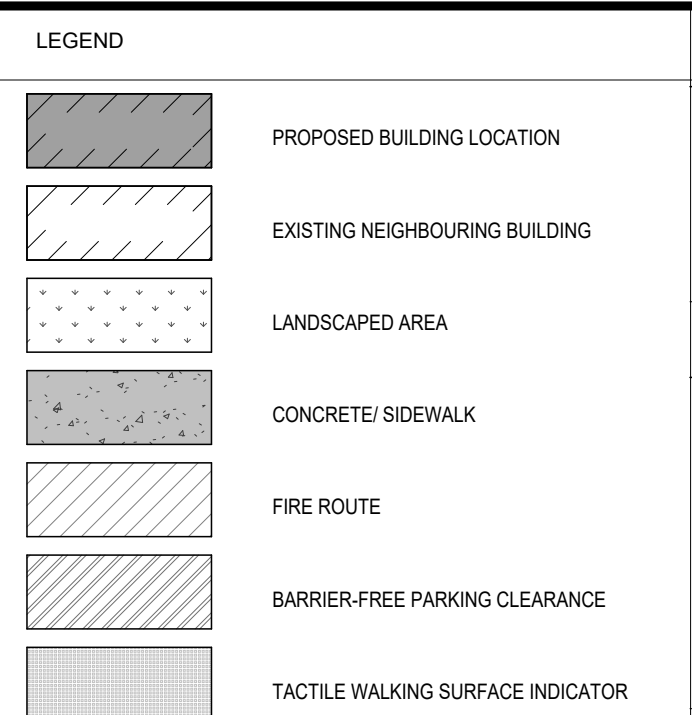 LEGEND
PROPOSED BUILDING LOCATION
EXISTING NEIGHBOURING BUILDING
LANDSCAPED AREA
CONCRETE/ SIDEWALK
FIRE ROUTE
BARRIER-FREE PARKING CLEARANCE
TACTILE WALKING SURFACE INDICATOR